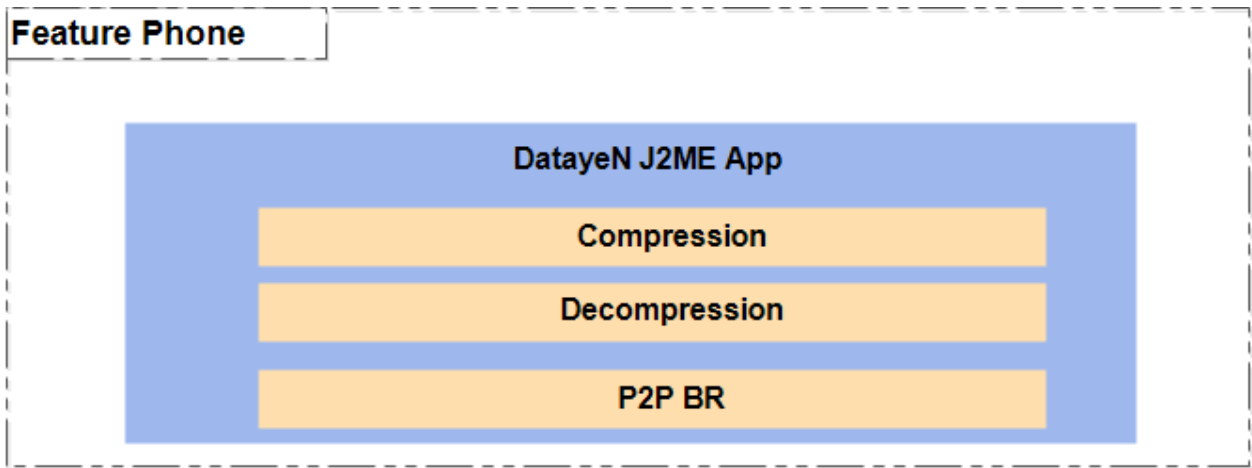 Feature Phone
DatayeN J2ME App
Compression
Decompression
P2P BR